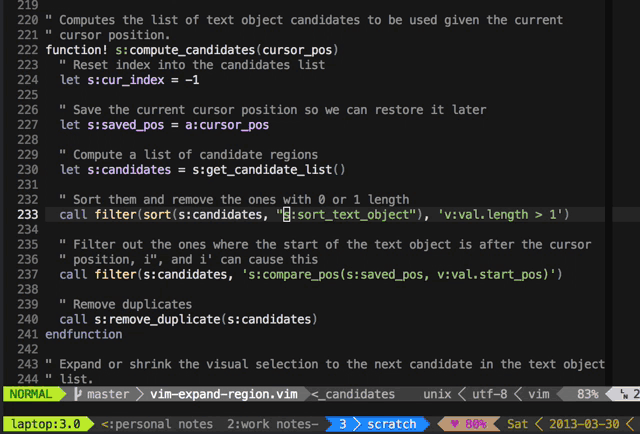 219
220 " Computes the list of text object candidates to be used given the current
221 " cursor position.
222 function! s:compute_candidates(cursor_pos)
223   " Reset index into the candidates list
224   let s:cur_index = -1
225
226   " Save the current cursor position so we can restore it later
227   let s:saved_pos = a:cursor_pos
228
229   " Compute a list of candidate regions
230   let s:candidates = s:get_candidate_list()
231
232   " Sort them and remove the ones with 0 or 1 length
233   call filter(sort(s:candidates, "s:sort_text_object"), 'v:val.length > 1')
234
235   " Filter out the ones where the start of the text object is after the cursor
236   " position, i", and i' can cause this
237   call filter(s:candidates, 's:compare_pos(s:saved_pos, v:val.start_pos)')
238
239   " Remove duplicates
240   call s:remove_duplicate(s:candidates)
241 endfunction
242
243 " Expand or shrink the visual selection to the next candidate in the text object
244 " list.
NORMAL master vim-expand-region.vim <_candidates unix utf-8 vim 83% LN 2
laptop:3.0 <:personal notes 2:work notes- 3 scratch ♥ 80% Sat 2013-03-30